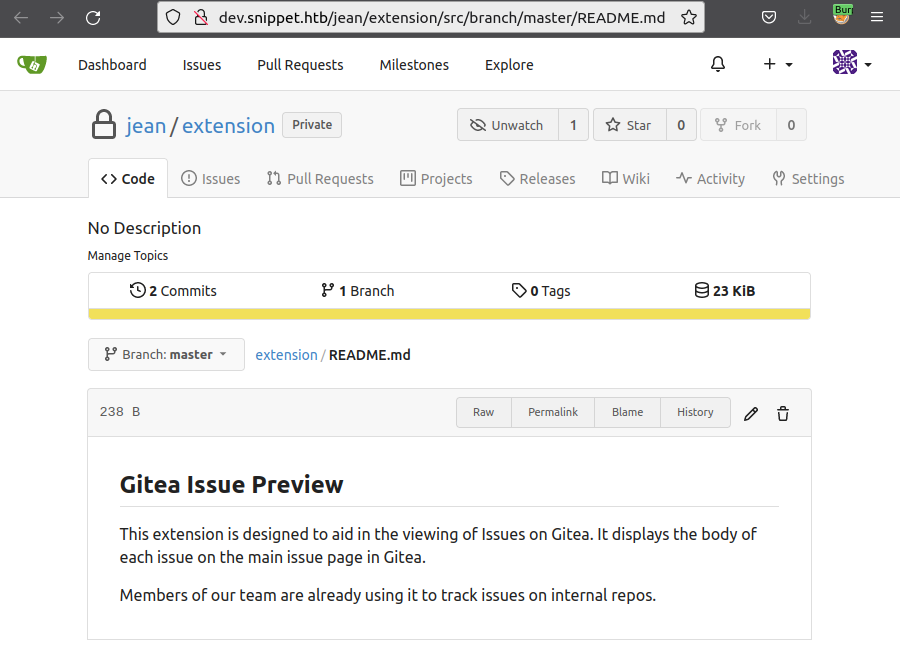 dev.snippet.htb/jean/extension/src/branch/master/README.md
Dashboard Issues Pull Requests Milestones Explore
jean/extension Private Unwatch 1 Star 0 Fork 0
Code Issues Pull Requests Projects Releases Wiki Activity Settings
No Description
Manage Topics
2 Commits 1 Branch 0 Tags 23 KiB
Branch: master extension / README.md
238 B Raw Permalink Blame History
Gitea Issue Preview
This extension is designed to aid in the viewing of Issues on Gitea. It displays the body of
each issue on the main issue page in Gitea.
Members of our team are already using it to track issues on internal repos.